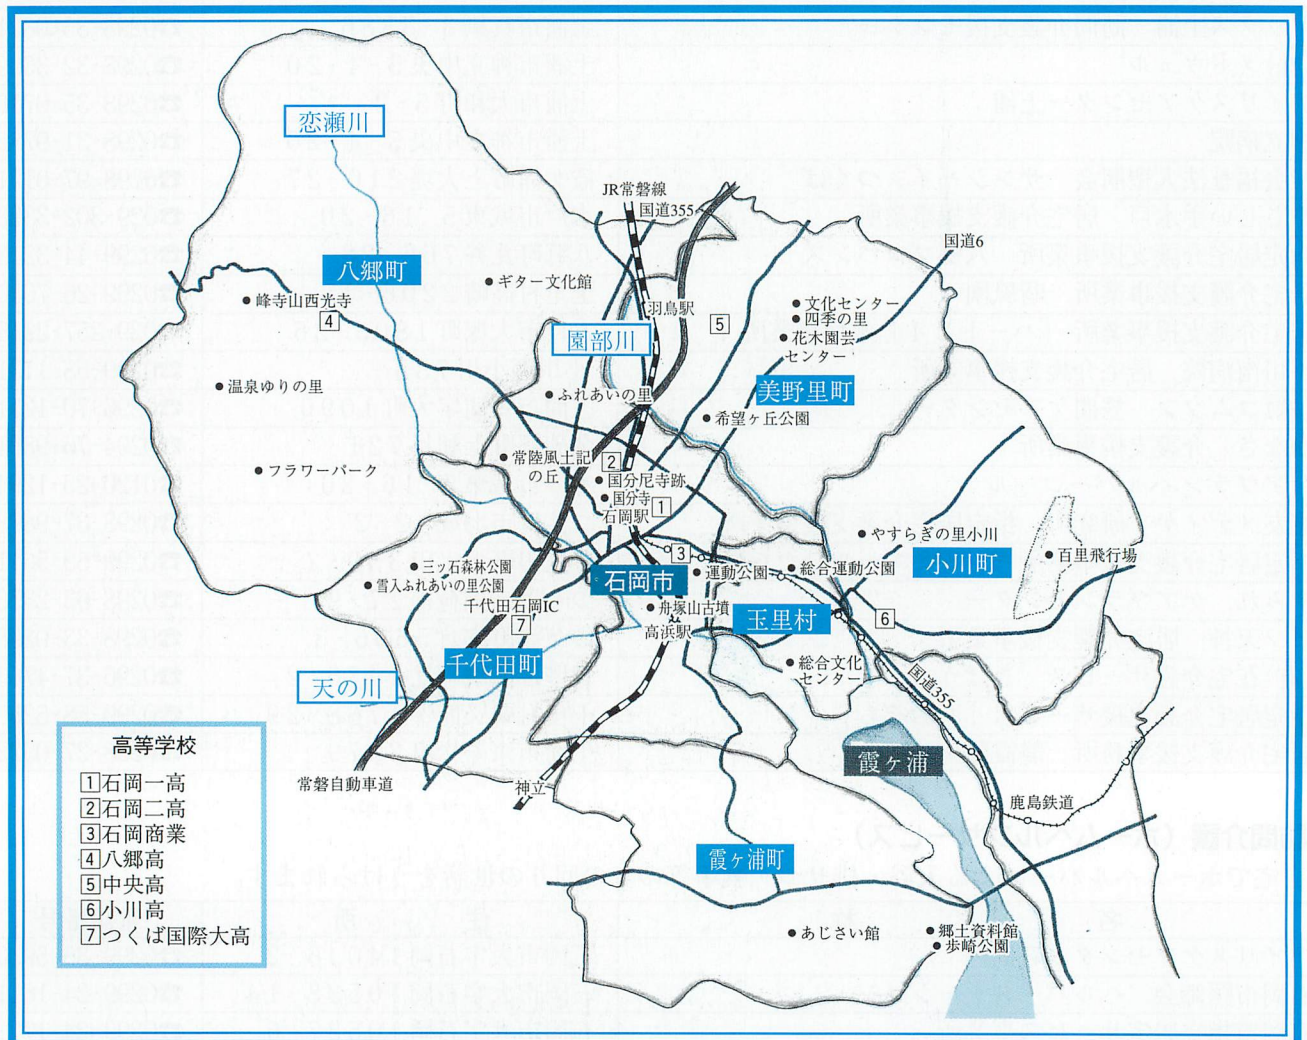 恋瀬川
JR常磐線
国道355
国道6
八郷町
ギター文化館
峰寺山西光寺
4
羽鳥駅
5
文化センター
四季の里
花木園芸
センター
園部川
温泉ゆりの里
ふれあいの里
美野里町
希望ヶ丘公園
フラワーパーク
常陸風土記
の丘
2
国分尼寺跡
国分寺
1
石岡駅
やすらぎの里小川
3
小川町
百里飛行場
三ッ石森林公園
雪入ふれあいの里公園
石岡市
運動公園
総合運動公園
千代田石岡IC
7
舟塚山古墳
玉里村
6
高浜駅
千代田町
総合文化
センター
天の川
国道355
高等学校
1石岡一高
2石岡二高
3石岡商業
4八郷高
5中央高
6小川高
7つくば国際大高
霞ヶ浦
常磐自動車道
神立
鹿島鉄道
霞ヶ浦町
あじさい館
郷土資料館
歩崎公園